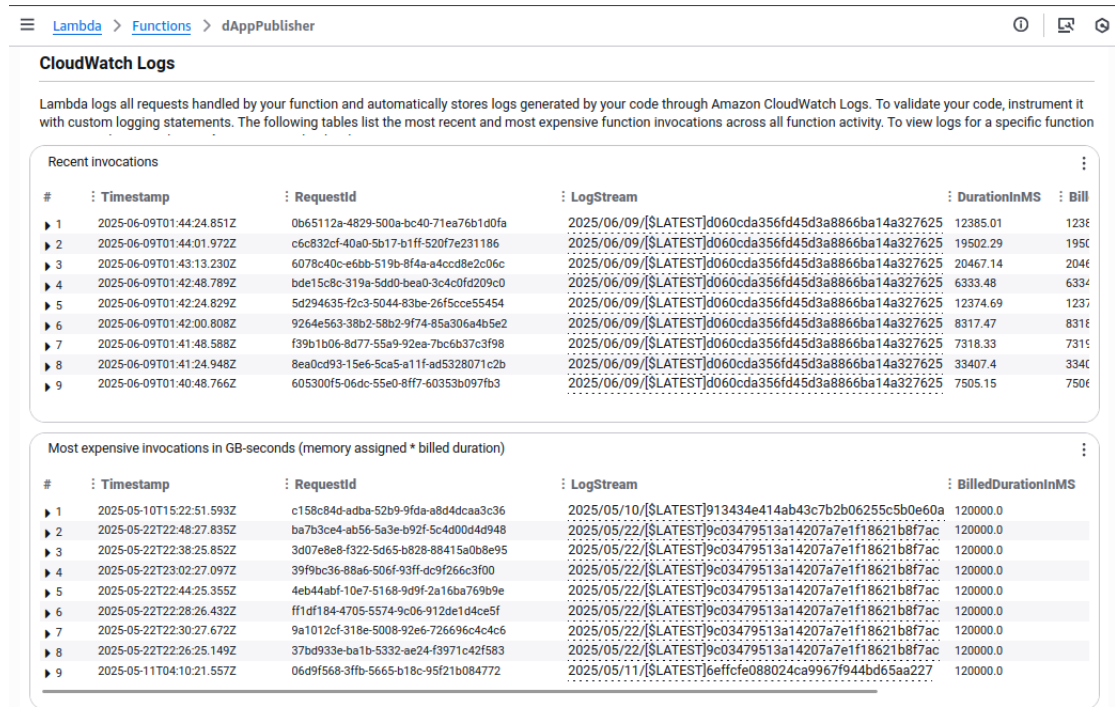 Lambda > Functions > dAppPublisher
CloudWatch Logs
Lambda logs all requests handled by your function and automatically stores logs generated by your code through Amazon CloudWatch Logs. To validate your code, instrument it
with custom logging statements. The following tables list the most recent and most expensive function invocations across all function activity. To view logs for a specific function
Recent invocations
# Timestamp RequestId LogStream DurationInMS Bill
1 2025-06-09T01:44:24.851Z 0b65112a-4829-500a-bc40-71ea76b1d0fa 2025/06/09/[$LATEST]d060cda356fd45d3a8866ba14a327625 12385.01 1238
2 2025-06-09T01:44:01.972Z c6c832cf-40a0-5b17-b1ff-520f7e231186 2025/06/09/[$LATEST]d060cda356fd45d3a8866ba14a327625 19502.29 1950
3 2025-06-09T01:43:13.230Z 6078c40c-e6bb-519b-8f4a-a4ccd8e2c06c 2025/06/09/[$LATEST]d060cda356fd45d3a8866ba14a327625 20467.14 2046
4 2025-06-09T01:42:48.789Z bde15c8c-319a-5dd0-bea0-3c4c0fd209c0 2025/06/09/[$LATEST]d060cda356fd45d3a8866ba14a327625 6333.48 6334
5 2025-06-09T01:42:24.829Z 5d294635-f2c3-5044-83be-26f5cce55454 2025/06/09/[$LATEST]d060cda356fd45d3a8866ba14a327625 12374.69 1237
6 2025-06-09T01:42:00.808Z 9264e563-38b2-58b2-9f74-85a306a4b5e2 2025/06/09/[$LATEST]d060cda356fd45d3a8866ba14a327625 8317.47 8318
7 2025-06-09T01:41:48.588Z f39b1b06-8d77-55a9-92ea-7bc6b37c3f98 2025/06/09/[$LATEST]d060cda356fd45d3a8866ba14a327625 7318.33 7319
8 2025-06-09T01:41:24.948Z 8ea0cd93-15e6-5ca5-a11f-ad5328071c2b 2025/06/09/[$LATEST]d060cda356fd45d3a8866ba14a327625 33407.4 3340
9 2025-06-09T01:40:48.766Z 605300f5-06dc-55e0-8ff7-60353b097fb3 2025/06/09/[$LATEST]d060cda356fd45d3a8866ba14a327625 7505.15 7506
Most expensive invocations in GB-seconds (memory assigned * billed duration)
# Timestamp RequestId LogStream BilledDurationInMS
1 2025-05-10T15:22:51.593Z c158c84d-adba-52b9-9fda-a8d4dcaa3c36 2025/05/10/[$LATEST]913434e414ab43c7b2b06255c5b0e60a 120000.0
2 2025-05-22T22:48:27.835Z ba7b3ce4-ab56-5a3e-b92f-5c4d00d4d948 2025/05/22/[$LATEST]9c03479513a14207a7e1f18621b8f7ac 120000.0
3 2025-05-22T22:38:25.852Z 3d07e8e8-f322-5d65-b828-88415a0b8e95 2025/05/22/[$LATEST]9c03479513a14207a7e1f18621b8f7ac 120000.0
4 2025-05-22T23:02:27.097Z 39f9bc36-88a6-506f-93ff-dc9f266c3f00 2025/05/22/[$LATEST]9c03479513a14207a7e1f18621b8f7ac 120000.0
5 2025-05-22T22:44:25.355Z 4eb44abf-10e7-5168-9d9f-2a16ba769b9e 2025/05/22/[$LATEST]9c03479513a14207a7e1f18621b8f7ac 120000.0
6 2025-05-22T22:28:26.432Z ff1df184-4705-5574-9c06-912de1d4ce5f 2025/05/22/[$LATEST]9c03479513a14207a7e1f18621b8f7ac 120000.0
7 2025-05-22T22:30:27.672Z 9a1012cf-318e-5008-92e6-726696c4c4c6 2025/05/22/[$LATEST]9c03479513a14207a7e1f18621b8f7ac 120000.0
8 2025-05-22T22:26:25.149Z 37bd933e-ba1b-5332-ae24-f3971c42f583 2025/05/22/[$LATEST]9c03479513a14207a7e1f18621b8f7ac 120000.0
9 2025-05-11T04:10:21.557Z 06d9f568-3ffb-5665-b18c-95f21b084772 2025/05/11/[$LATEST]6effcfe088024ca9967f944bd65aa227 120000.0